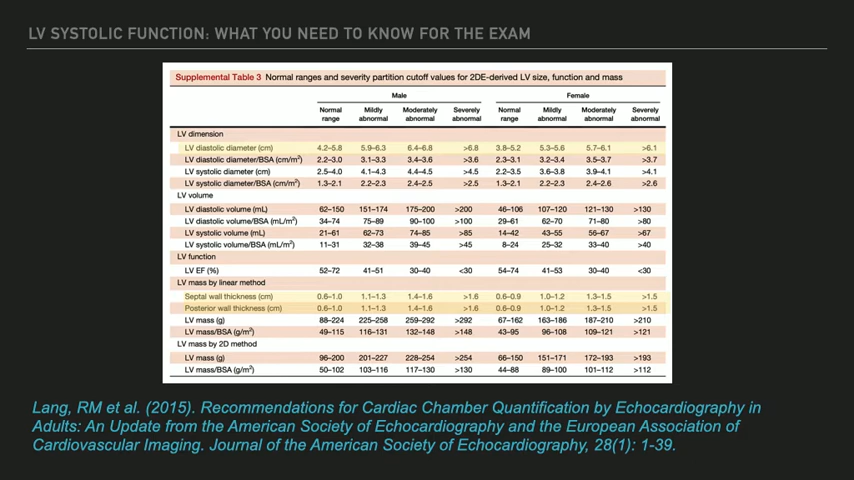 LV SYSTOLIC FUNCTION: WHAT YOU NEED TO KNOW FOR THE EXAM
Supplemental Table 3 Normal ranges and severity partition cutoff values for 2DE-derived LV size, function and mass
Male Female
Normal range Mildly abnormal Moderately abnormal Severely abnormal Normal range Mildly abnormal Moderately abnormal Severely abnormal
LV dimension
LV diastolic diameter (cm) 4.2–5.8 5.9–6.3 6.4–6.8 >6.8 3.8–5.2 5.3–5.6 5.7–6.1 >6.1
LV diastolic diameter/BSA (cm/m²) 2.2–3.0 3.1–3.3 3.4–3.6 >3.6 2.3–3.1 3.2–3.4 3.5–3.7 >3.7
LV systolic diameter (cm) 2.5–4.0 4.1–4.3 4.4–4.5 >4.5 2.2–3.5 3.6–3.8 3.9–4.1 >4.1
LV systolic diameter/BSA (cm/m²) 1.3–2.1 2.2–2.3 2.4–2.5 >2.5 1.3–2.1 2.2–2.3 2.4–2.6 >2.6
LV volume
LV diastolic volume (mL) 62–150 151–174 175–200 >200 46–106 107–120 121–130 >130
LV diastolic volume/BSA (mL/m²) 34–74 75–89 90–100 >100 29–61 62–70 71–80 >80
LV systolic volume (mL) 21–61 62–73 74–85 >85 14–42 43–55 56–67 >67
LV systolic volume/BSA (mL/m²) 11–31 32–38 39–45 >45 8–24 25–32 33–40 >40
LV function
LV EF (%) 52–72 41–51 30–40 <30 54–74 41–53 30–40 <30
LV mass by linear method
Septal wall thickness (cm) 0.6–1.0 1.1–1.3 1.4–1.6 >1.6 0.6–0.9 1.0–1.2 1.3–1.5 >1.5
Posterior wall thickness (cm) 0.6–1.0 1.1–1.3 1.4–1.6 >1.6 0.6–0.9 1.0–1.2 1.3–1.5 >1.5
LV mass (g) 88–224 225–258 259–292 >292 67–162 163–186 187–210 >210
LV mass/BSA (g/m²) 49–115 116–131 132–148 >148 43–95 96–108 109–121 >121
LV mass by 2D method
LV mass (g) 96–200 201–227 228–254 >254 66–150 151–171 172–193 >193
LV mass/BSA (g/m²) 50–102 103–116 117–130 >130 44–88 89–100 101–112 >112
Lang, RM et al. (2015). Recommendations for Cardiac Chamber Quantification by Echocardiography in
Adults: An Update from the American Society of Echocardiography and the European Association of
Cardiovascular Imaging. Journal of the American Society of Echocardiography, 28(1): 1-39.